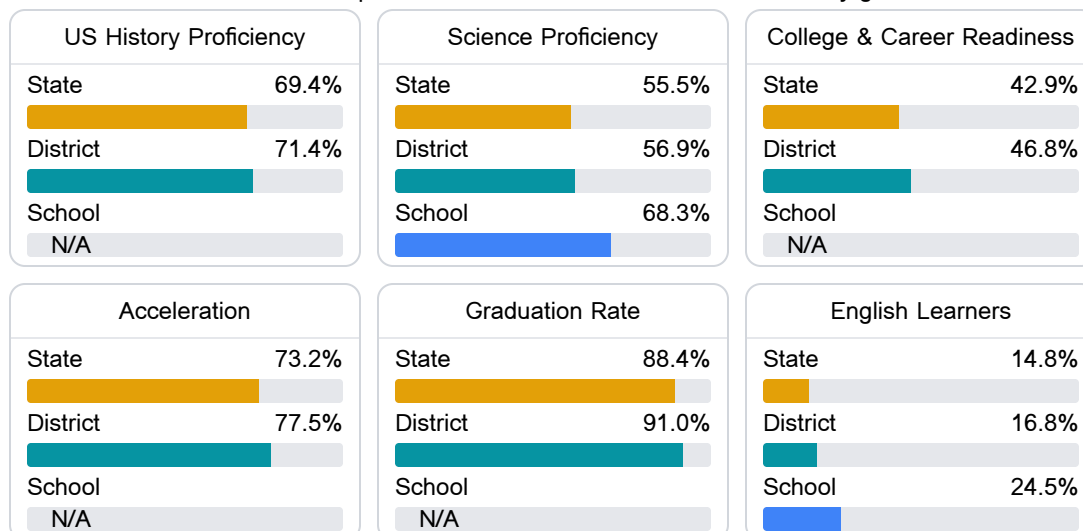 US History Proficiency
State 69.4%
District 71.4%
School
N/A
Science Proficiency
State 55.5%
District 56.9%
School 68.3%
College & Career Readiness
State 42.9%
District 46.8%
School
N/A
Acceleration
State 73.2%
District 77.5%
School
N/A
Graduation Rate
State 88.4%
District 91.0%
School
N/A
English Learners
State 14.8%
District 16.8%
School 24.5%